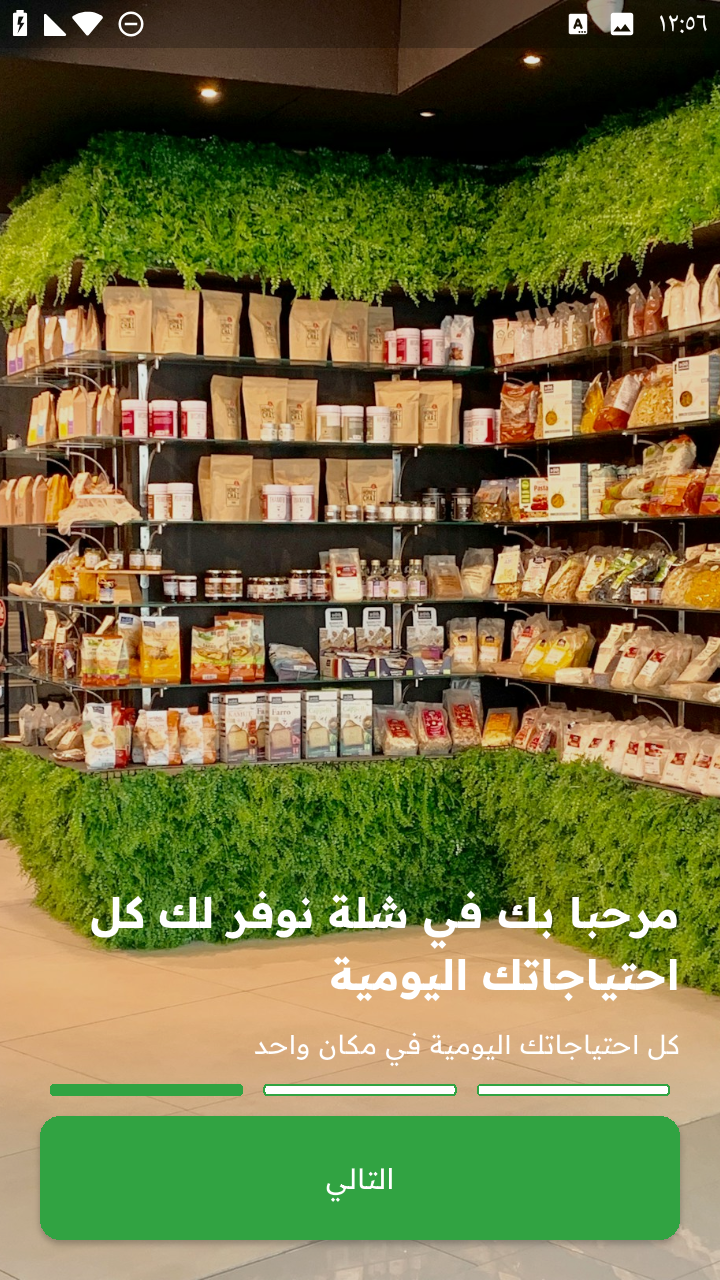 ١٢:٥٦
مرحبا بك في شلة نوفر لك كل
احتياجاتك اليومية
كل احتياجاتك اليومية في مكان واحد
التالي